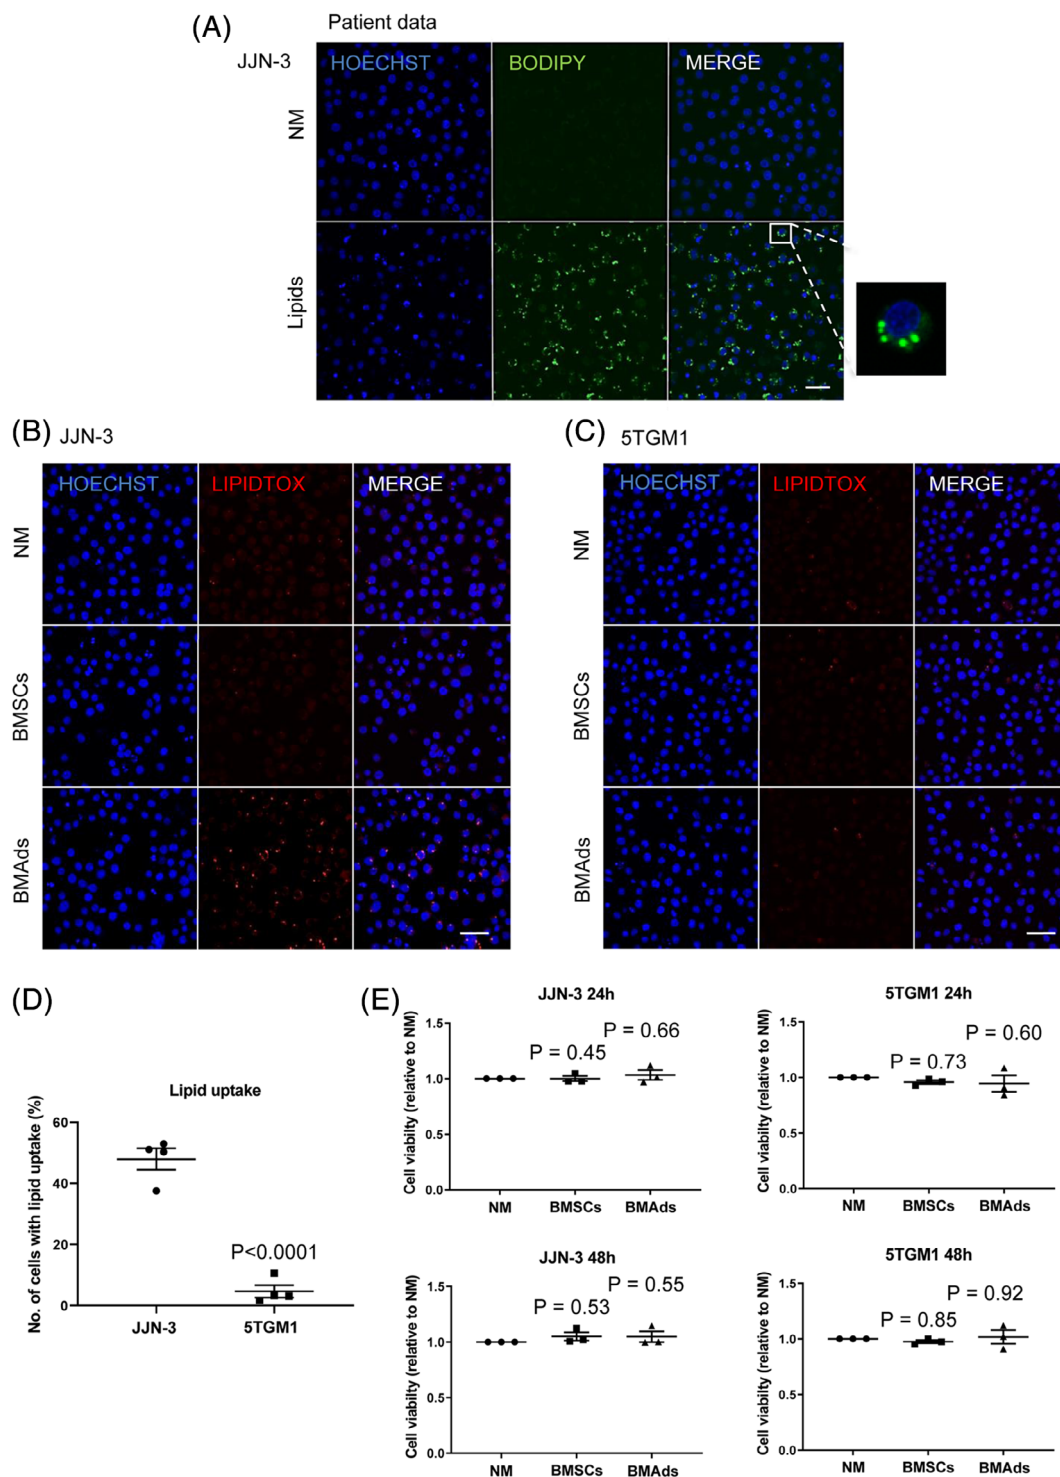 (A)
Patient data
JJN-3
HOECHST
BODIPY
MERGE
NM
Lipids
(B) JJN-3
HOECHST
LIPIDTOX
MERGE
NM
BMSCs
BMAds
(C) 5TGM1
HOECHST
LIPIDTOX
MERGE
NM
BMSCs
BMAds
(D)
Lipid uptake
No. of cells with lipid uptake (%)
60
40
20
0
P<0.0001
JJN-3
5TGM1
(E)
JJN-3 24h
Cell viabilty (relative to NM)
1.5
1.0
0.5
0.0
P = 0.45
P = 0.66
NM
BMSCs
BMAds
5TGM1 24h
Cell viabilty (relative to NM)
1.5
1.0
0.5
0.0
P = 0.73
P = 0.60
NM
BMSCs
BMAds
JJN-3 48h
Cell viabilty (relative to NM)
1.5
1.0
0.5
0.0
P = 0.53
P = 0.55
NM
BMSCs
BMAds
5TGM1 48h
Cell viabilty (relative to NM)
1.5
1.0
0.5
0.0
P = 0.85
P = 0.92
NM
BMSCs
BMAds